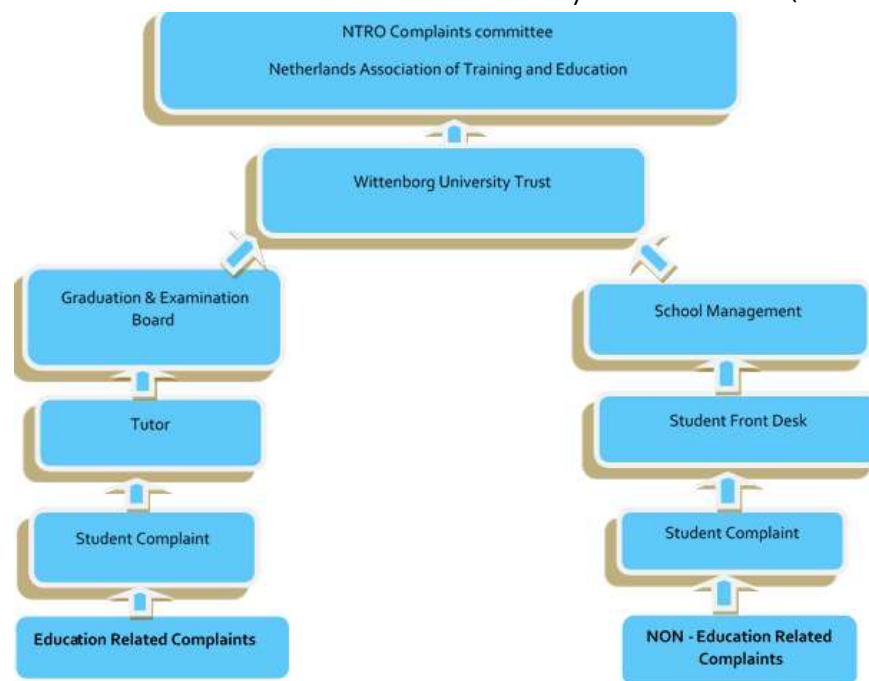 NTRO Complaints committee
Netherlands Association of Training and Education
Wittenborg University Trust
Graduation & Examination
Board
School Management
Tutor
Student Front Desk
Student Complaint
Student Complaint
Education Related Complaints
NON - Education Related
Complaints